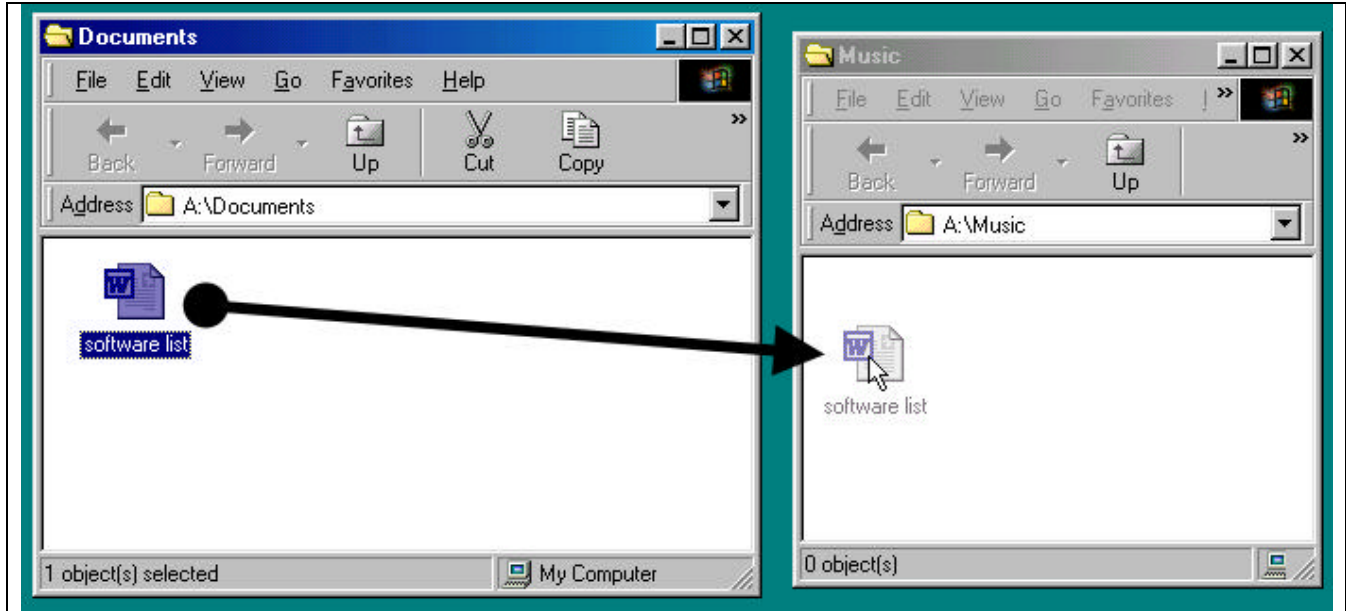 Documents
File Edit View Go Favorites Help
Back Forward Up Cut Copy »
Address A:\Documents
W
software list
1 object(s) selected My Computer
Music
File Edit View Go Favorites »
Back Forward Up »
Address A:\Music
W
software list
0 object(s)